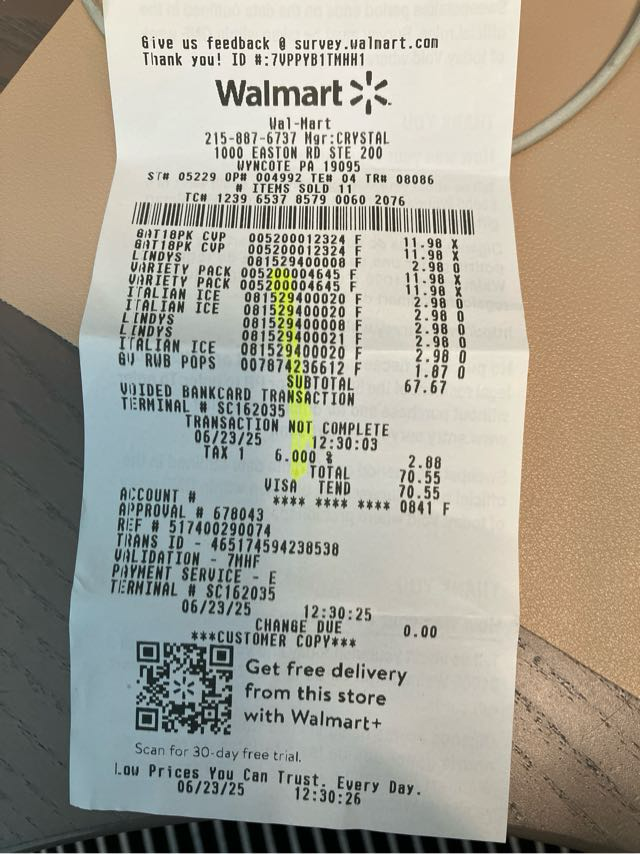 Give us feedback @ survey.walmart.com
Thank you! ID #:7VPPYB1TMHH1
Walmart
Wal-Mart
215-887-6737 Mgr:CRYSTAL
1000 EASTON RD STE 200
WYNCOTE PA 19095
ST# 05229 OP# 004992 TE# 04 TR# 08086
# ITEMS SOLD 11
TC# 1239 6537 8579 0060 2076
GAT18PK CVP 005200012324 F 11.98 X
GAT18PK CVP 005200012324 F 11.98 X
LINDYS 081529400008 F 2.98 O
VARIETY PACK 005200004645 F 11.98 X
VARIETY PACK 005200004645 F 11.98 X
ITALIAN ICE 081529400020 F 2.98 O
ITALIAN ICE 081529400020 F 2.98 O
LINDYS 081529400008 F 2.98 O
LINDYS 081529400021 F 2.98 O
ITALIAN ICE 081529400020 F 2.98 O
GV RWB POPS 007874236612 F 1.87 O
SUBTOTAL 67.67
VOIDED BANKCARD TRANSACTION
TERMINAL # SC162035
TRANSACTION NOT COMPLETE
06/23/25 12:30:03
TAX 1 6.000 % 2.88
TOTAL 70.55
VISA TEND 70.55
ACCOUNT # **** **** **** 0841 F
APPROVAL # 678043
REF # 517400290074
TRANS ID - 465174594238538
VALIDATION - 7MHF
PAYMENT SERVICE - E
TERMINAL # SC162035
06/23/25 12:30:25
CHANGE DUE 0.00
***CUSTOMER COPY***
Get free delivery
from this store
with Walmart+
Scan for 30-day free trial.
Low Prices You Can Trust. Every Day.
06/23/25 12:30:26